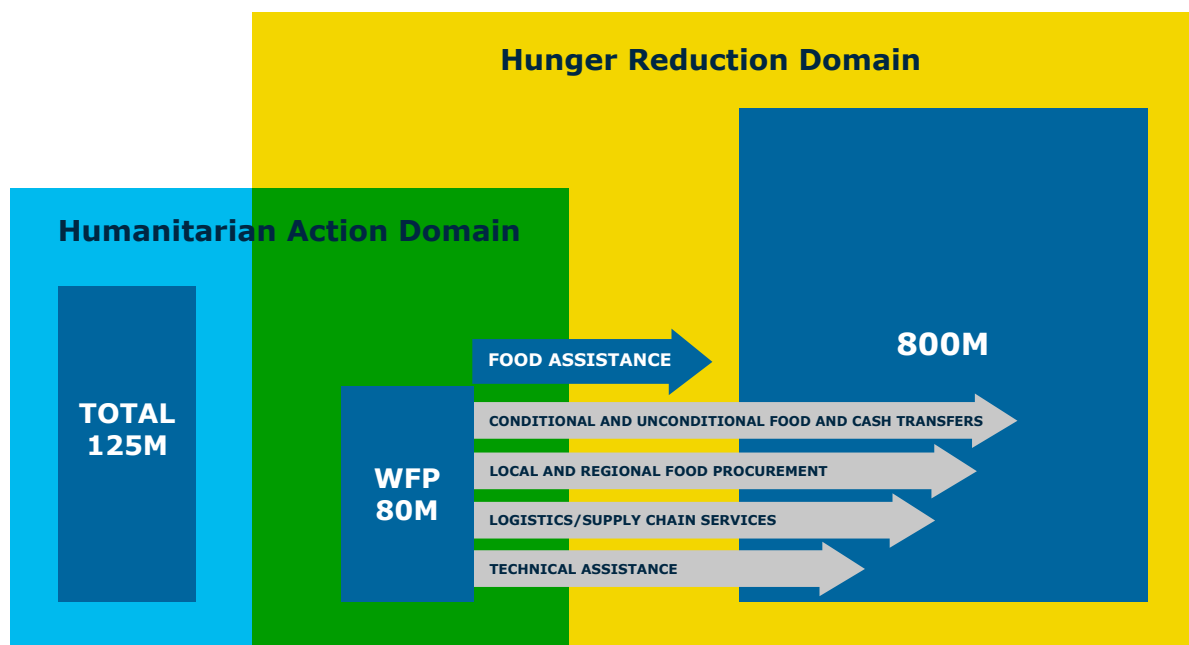 Hunger Reduction Domain
Humanitarian Action Domain
800M
FOOD ASSISTANCE
TOTAL
125M
CONDITIONAL AND UNCONDITIONAL FOOD AND CASH TRANSFERS
LOCAL AND REGIONAL FOOD PROCUREMENT
WFP
80M
LOGISTICS/SUPPLY CHAIN SERVICES
TECHNICAL ASSISTANCE